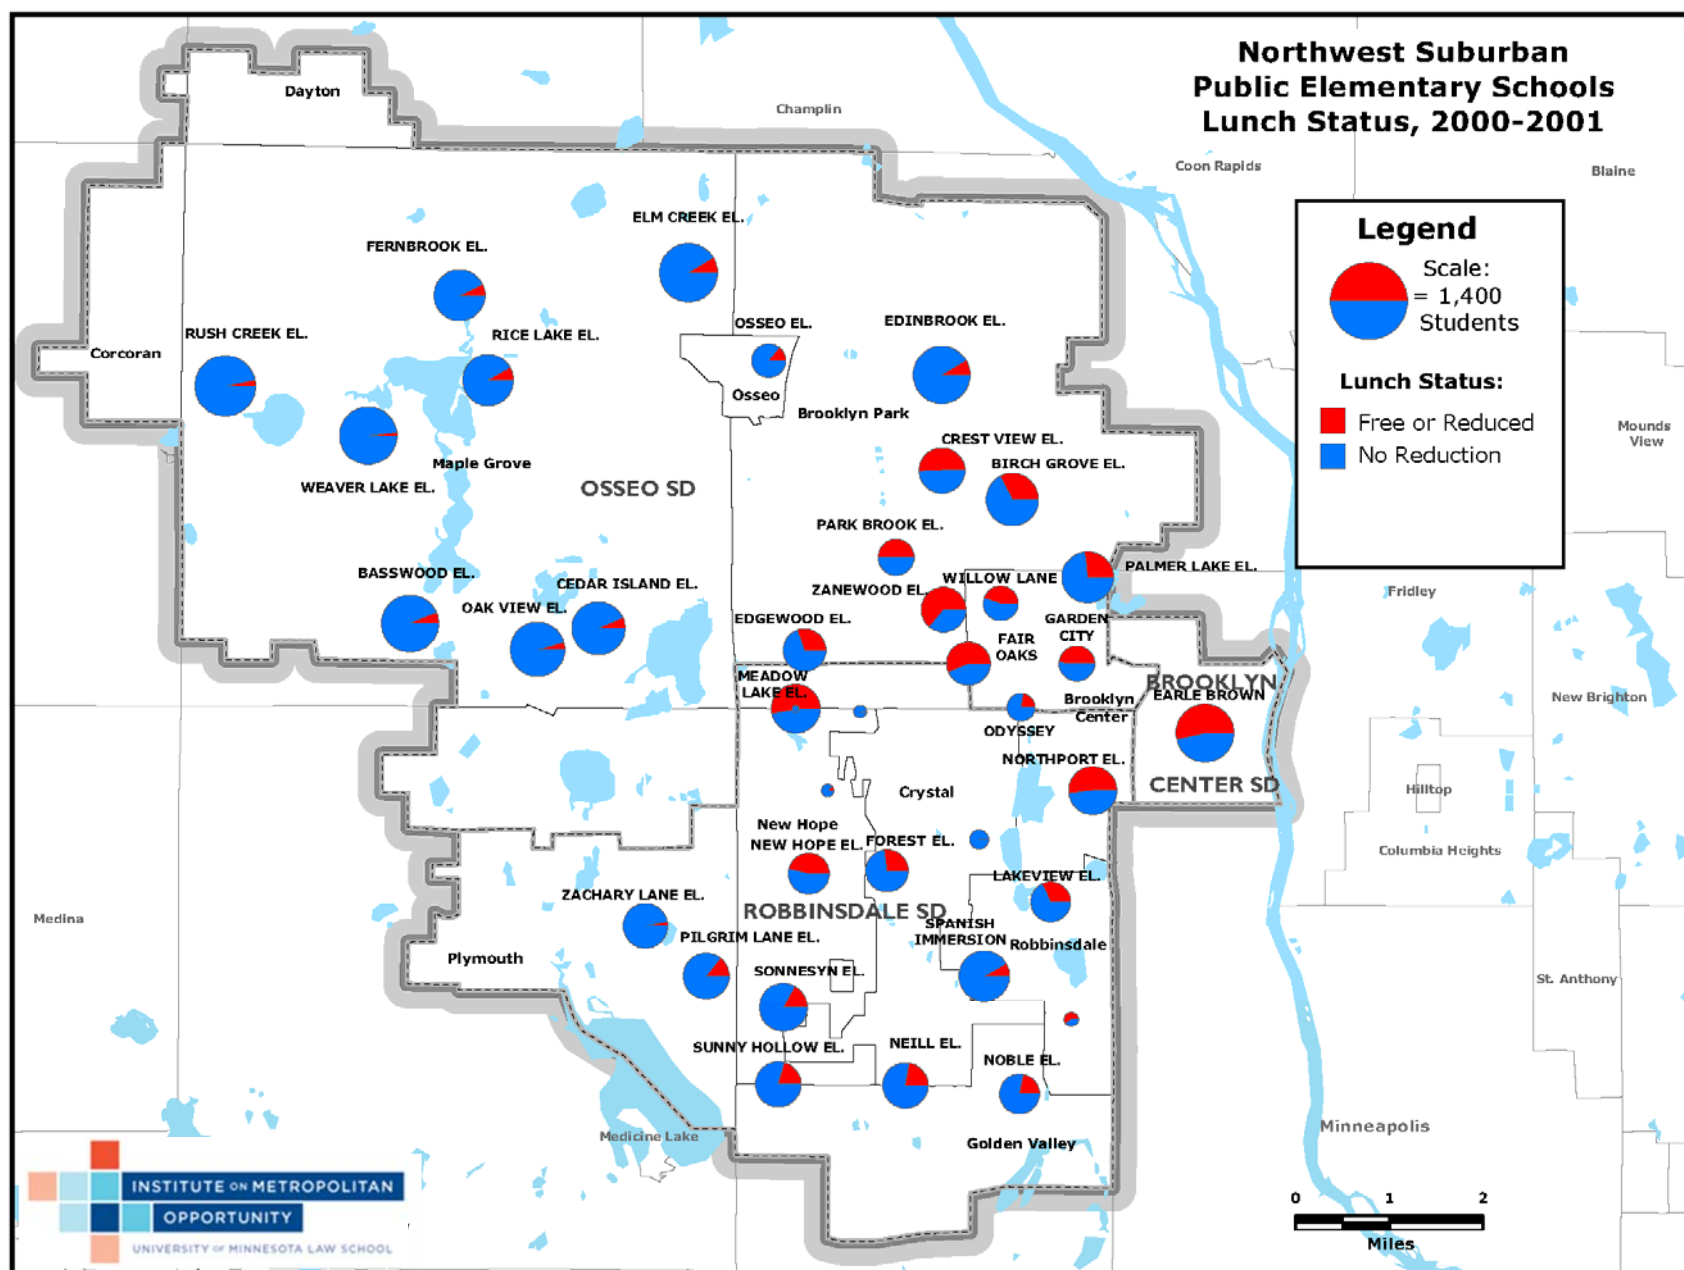 Northwest Suburban
Public Elementary Schools
Lunch Status, 2000-2001
Dayton
Champlin
Coon Rapids
Blaine
Legend
Scale:
= 1,400
Students
Lunch Status:
Free or Reduced
No Reduction
ELM CREEK EL.
FERNBROOK EL.
RUSH CREEK EL.
RICE LAKE EL.
OSSEO EL.
EDINBROOK EL.
Corcoran
Osseo
Brooklyn Park
Mounds
View
CREST VIEW EL.
Maple Grove
BIRCH GROVE EL.
WEAVER LAKE EL.
OSSEO SD
PARK BROOK EL.
BASSWOOD EL.
CEDAR ISLAND EL.
WILLOW LANE
PALMER LAKE EL.
ZANEWOOD EL.
Fridley
OAK VIEW EL.
EDGEWOOD EL.
GARDEN
CITY
FAIR
OAKS
MEADOW
LAKE EL.
BROOKLYN
EARLE BROWN
Brooklyn
Center
New Brighton
ODYSSEY
NORTHPORT EL.
CENTER SD
Hilltop
Crystal
New Hope
NEW HOPE EL.
FOREST EL.
Columbia Heights
LAKEVIEW EL.
ZACHARY LANE EL.
ROBBINSDALE SD
Medina
SPANISH
IMMERSION
Robbinsdale
PILGRIM LANE EL.
Plymouth
SONNESYN EL.
St. Anthony
SUNNY HOLLOW EL.
NEILL EL.
NOBLE EL.
Medicine Lake
Golden Valley
Minneapolis
INSTITUTE ON METROPOLITAN
OPPORTUNITY
UNIVERSITY OF MINNESOTA LAW SCHOOL
0 1 2
Miles